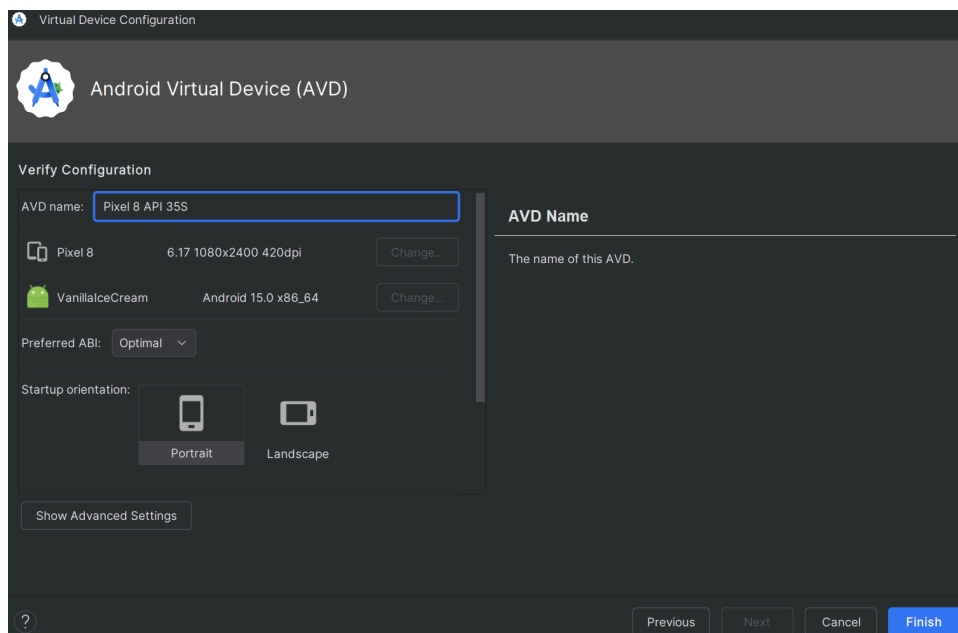 Virtual Device Configuration
Android Virtual Device (AVD)
Verify Configuration
AVD name: Pixel 8 API 35S
Pixel 8 6.17 1080x2400 420dpi Change...
VanillaIceCream Android 15.0 x86_64 Change...
Preferred ABI: Optimal
Startup orientation:
Portrait
Landscape
Show Advanced Settings
AVD Name
The name of this AVD.
?
Previous Next Cancel Finish